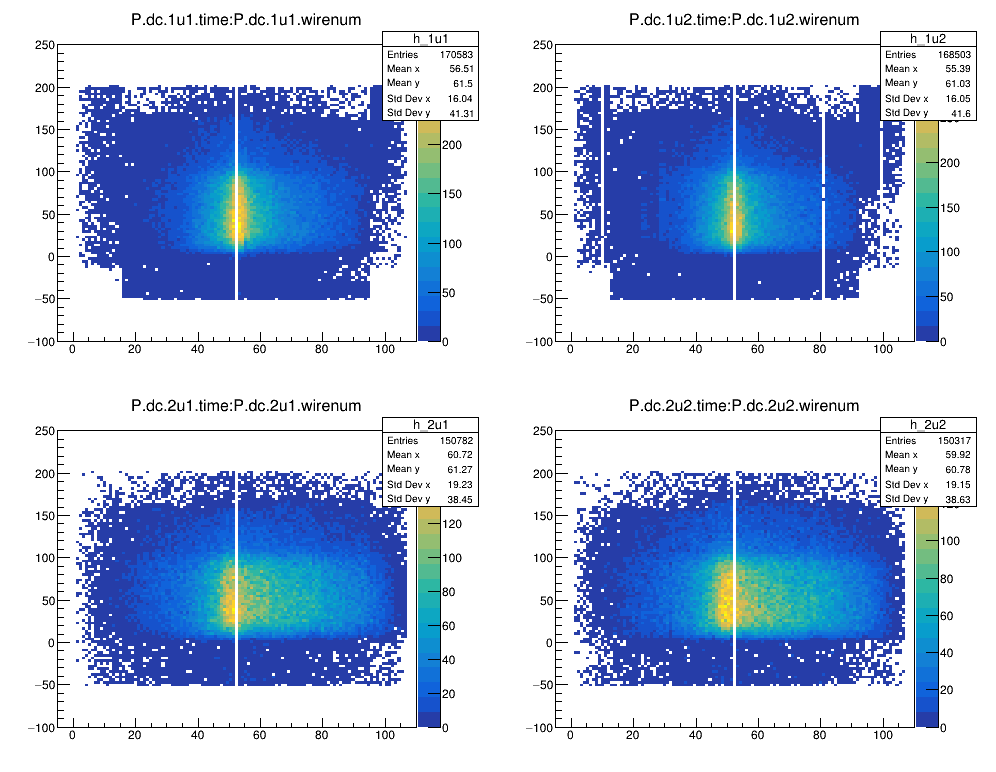 P.dc.1u1.time:P.dc.1u1.wirenum
h_1u1
Entries 170583
Mean x 56.51
Mean y 61.5
Std Dev x 16.04
Std Dev y 41.31
250
200
150
100
50
0
−50
−100
0 20 40 60 80 100
200
150
100
50
0
P.dc.1u2.time:P.dc.1u2.wirenum
h_1u2
Entries 168503
Mean x 55.39
Mean y 61.03
Std Dev x 16.05
Std Dev y 41.6
250
200
150
100
50
0
−50
−100
0 20 40 60 80 100
200
150
100
50
0
P.dc.2u1.time:P.dc.2u1.wirenum
h_2u1
Entries 150782
Mean x 60.72
Mean y 61.27
Std Dev x 19.23
Std Dev y 38.45
250
200
150
100
50
0
−50
−100
0 20 40 60 80 100
120
100
80
60
40
20
0
P.dc.2u2.time:P.dc.2u2.wirenum
h_2u2
Entries 150317
Mean x 59.92
Mean y 60.78
Std Dev x 19.15
Std Dev y 38.63
250
200
150
100
50
0
−50
−100
0 20 40 60 80 100
100
80
60
40
20
0